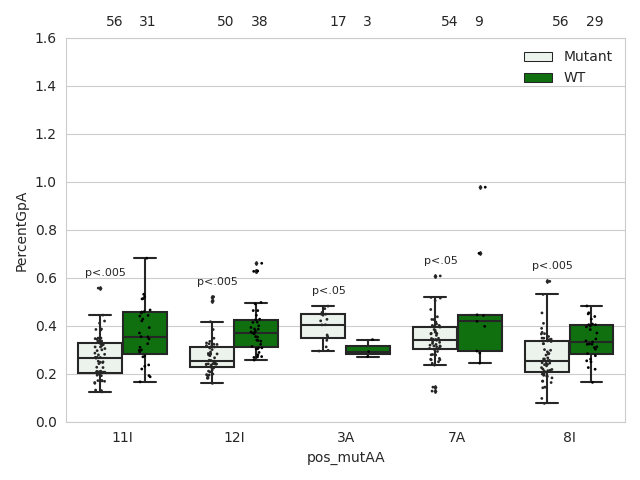 56 31 50 38 17 3 54 9 56 29
1.6
Mutant
WT
1.4
1.2
1.0
0.8
PercentGpA
p<.005 p<.005 p<.05 p<.05 p<.005
0.6
0.4
0.2
0.0
11I 12I 3A 7A 8I
pos_mutAA